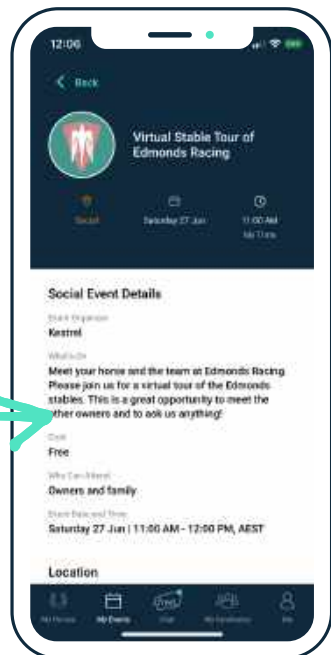 12:06
Back
Virtual Stable Tour of
Edmonds Racing
Social
Saturday 27 Jun
11:00 AM
My Time
Social Event Details
Event Organiser
Kestrel
What's On
Meet your horse and the team at Edmonds Racing
Please join us for a virtual tour of the Edmonds
stables. This is a great opportunity to meet the
other owners and to ask us anything!
Cost
Free
Who Can Attend
Owners and family
Event Date and Time
Saturday 27 Jun | 11:00 AM - 12:00 PM, AEST
Location
My Horses
My Events
Chat
Me